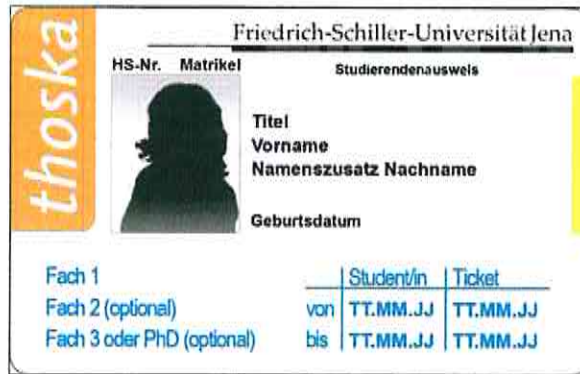 thoska
Friedrich-Schiller-Universität Jena
HS-Nr. Matrikel
Studierendenausweis
Titel
Vorname
Namenszusatz Nachname
Geburtsdatum
Fach 1
Fach 2 (optional)
Fach 3 oder PhD (optional)
Student/in Ticket
von TT.MM.JJ TT.MM.JJ
bis TT.MM.JJ TT.MM.JJ